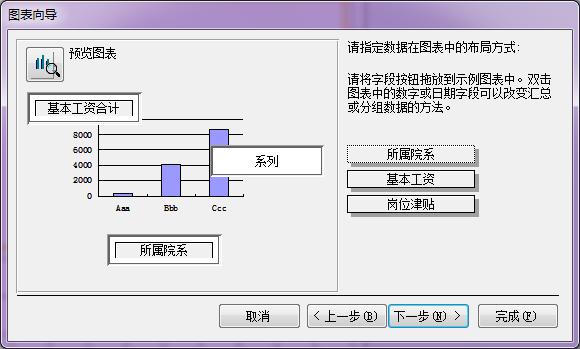 图表向导
预览图表
基本工资合计
8000
6000
4000
2000
0
Aaa Bbb Ccc
系列
所属院系
请指定数据在图表中的布局方式:
请将字段按钮拖放到示例图表中。双击
图表中的数字或日期字段可以改变汇总
或分组数据的方法。
所属院系
基本工资
岗位津贴
取消
< 上一步(B)
下一步(N) >
完成(F)